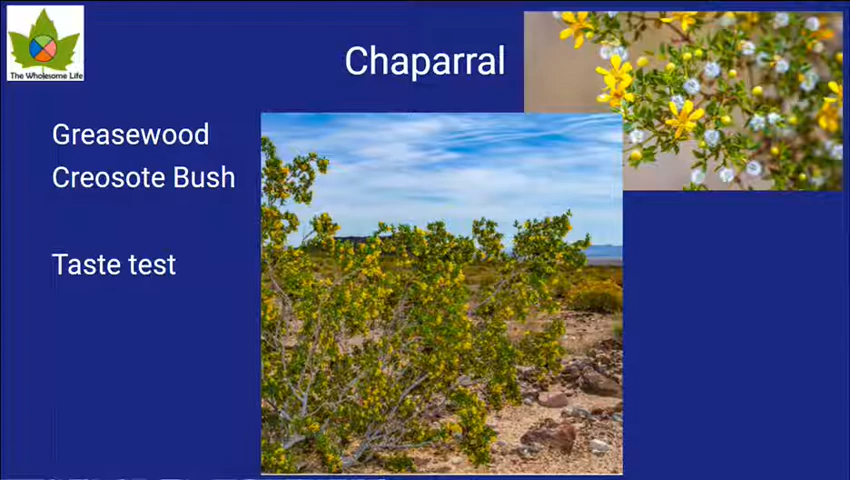 The Wholesome Life
Chaparral
Greasewood
Creosote Bush
Taste test